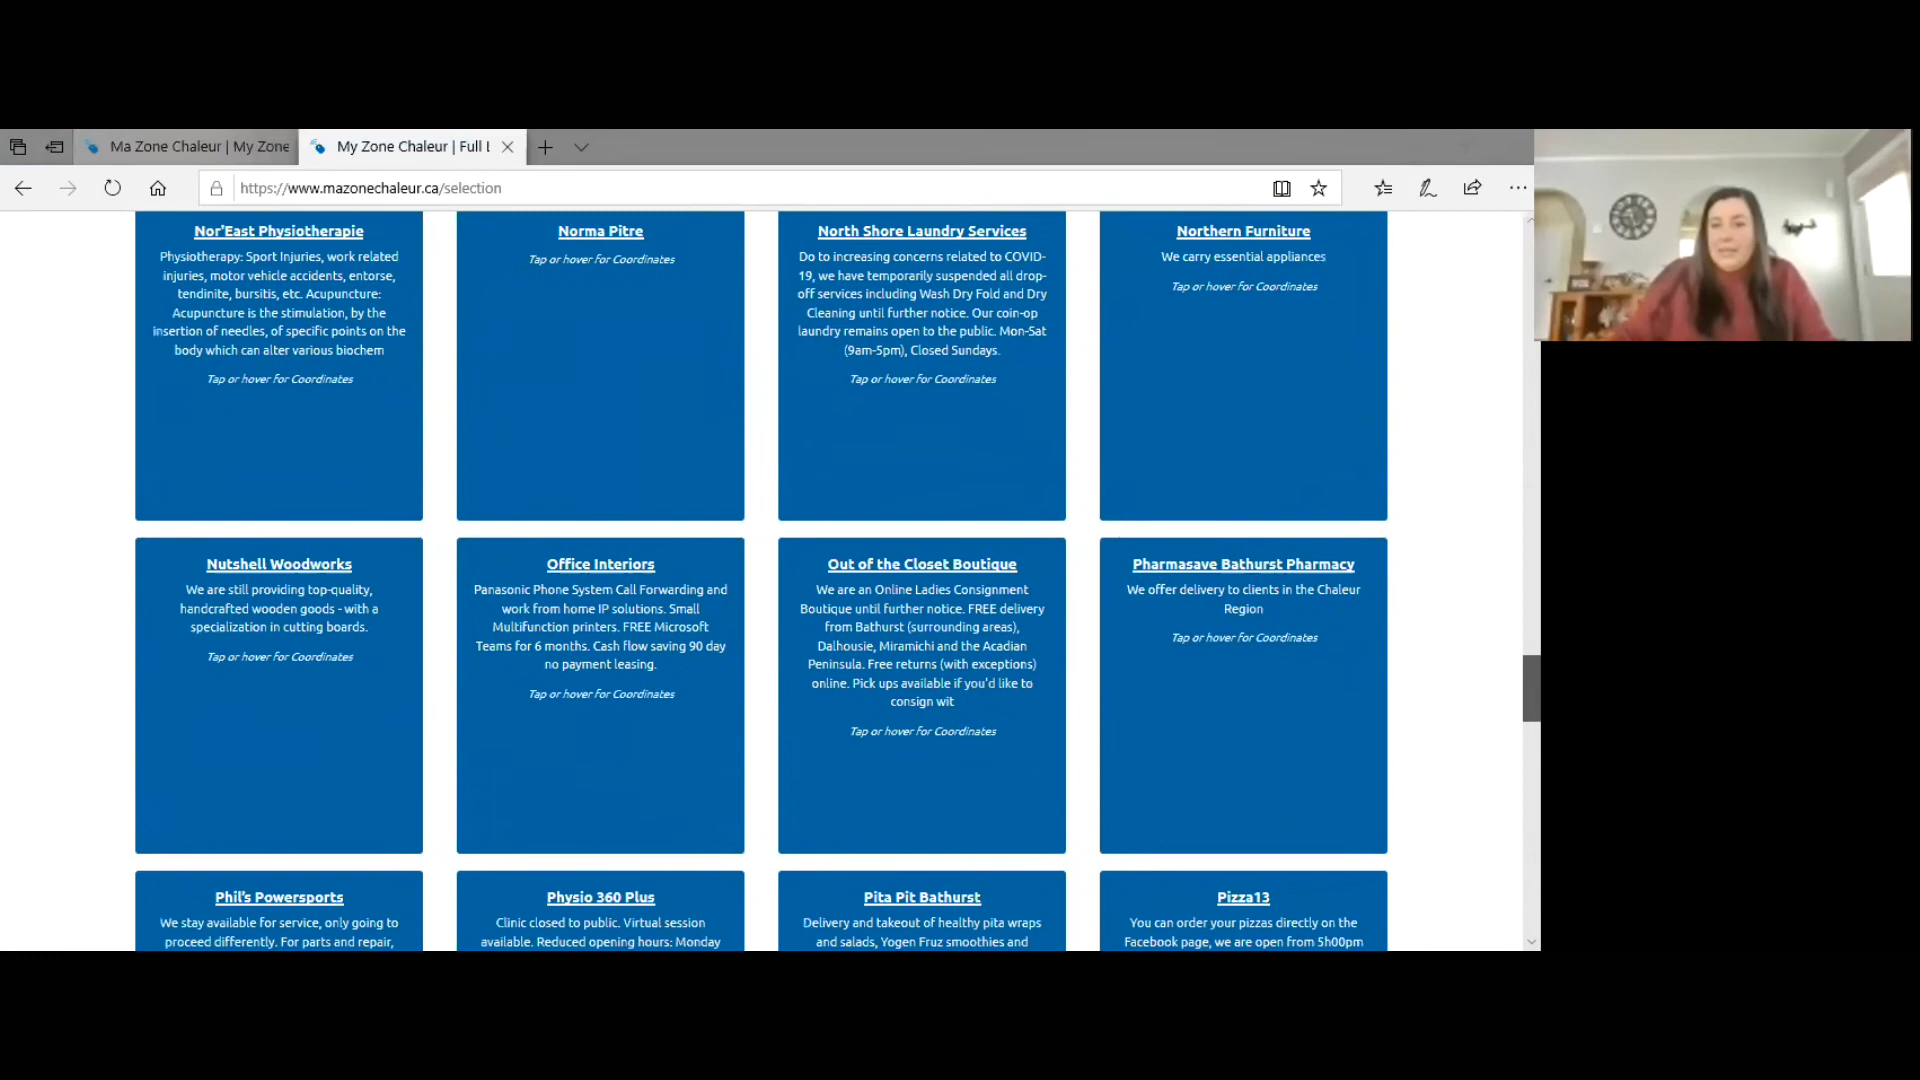 Ma Zone Chaleur | My Zone
My Zone Chaleur | Full L
https://www.mazonechaleur.ca/selection
Nor'East Physiotherapie
Physiotherapy: Sport Injuries, work related
injuries, motor vehicle accidents, entorse,
tendinite, bursitis, etc. Acupuncture:
Acupuncture is the stimulation, by the
insertion of needles, of specific points on the
body which can alter various biochem
Tap or hover for Coordinates
Norma Pitre
Tap or hover for Coordinates
North Shore Laundry Services
Do to increasing concerns related to COVID-
19, we have temporarily suspended all drop-
off services including Wash Dry Fold and Dry
Cleaning until further notice. Our coin-op
laundry remains open to the public. Mon-Sat
(9am-5pm), Closed Sundays.
Tap or hover for Coordinates
Northern Furniture
We carry essential appliances
Tap or hover for Coordinates
Nutshell Woodworks
We are still providing top-quality,
handcrafted wooden goods - with a
specialization in cutting boards.
Tap or hover for Coordinates
Office Interiors
Panasonic Phone System Call Forwarding and
work from home IP solutions. Small
Multifunction printers. FREE Microsoft
Teams for 6 months. Cash flow saving 90 day
no payment leasing.
Tap or hover for Coordinates
Out of the Closet Boutique
We are an Online Ladies Consignment
Boutique until further notice. FREE delivery
from Bathurst (surrounding areas),
Dalhousie, Miramichi and the Acadian
Peninsula. Free returns (with exceptions)
online. Pick ups available if you'd like to
consign wit
Tap or hover for Coordinates
Pharmasave Bathurst Pharmacy
We offer delivery to clients in the Chaleur
Region
Tap or hover for Coordinates
Phil's Powersports
We stay available for service, only going to
proceed differently. For parts and repair,
Physio 360 Plus
Clinic closed to public. Virtual session
available. Reduced opening hours: Monday
Pita Pit Bathurst
Delivery and takeout of healthy pita wraps
and salads, Yogen Fruz smoothies and
Pizza13
You can order your pizzas directly on the
Facebook page, we are open from 5h00pm